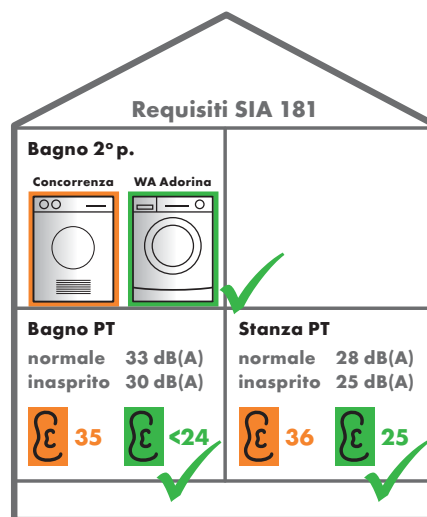 Requisiti SIA 181
Bagno 2º p.
Concorrenza WA Adorina
Bagno PT
normale 33 dB(A)
inasprito 30 dB(A)
35 <24
Stanza PT
normale 28 dB(A)
inasprito 25 dB(A)
36 25